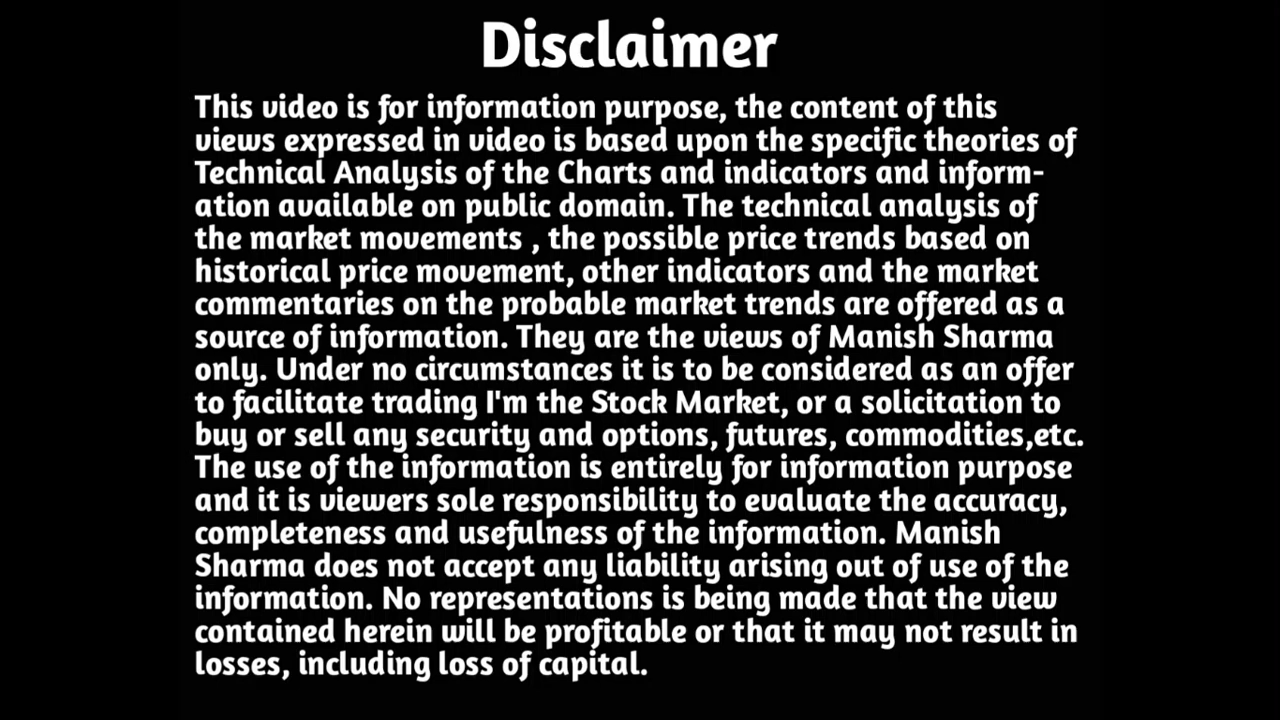 Disclaimer
This video is for information purpose, the content of this
views expressed in video is based upon the specific theories of
Technical Analysis of the Charts and indicators and inform-
ation available on public domain. The technical analysis of
the market movements , the possible price trends based on
historical price movement, other indicators and the market
commentaries on the probable market trends are offered as a
source of information. They are the views of Manish Sharma
only. Under no circumstances it is to be considered as an offer
to facilitate trading I'm the Stock Market, or a solicitation to
buy or sell any security and options, futures, commodities,etc.
The use of the information is entirely for information purpose
and it is viewers sole responsibility to evaluate the accuracy,
completeness and usefulness of the information. Manish
Sharma does not accept any liability arising out of use of the
information. No representations is being made that the view
contained herein will be profitable or that it may not result in
losses, including loss of capital.